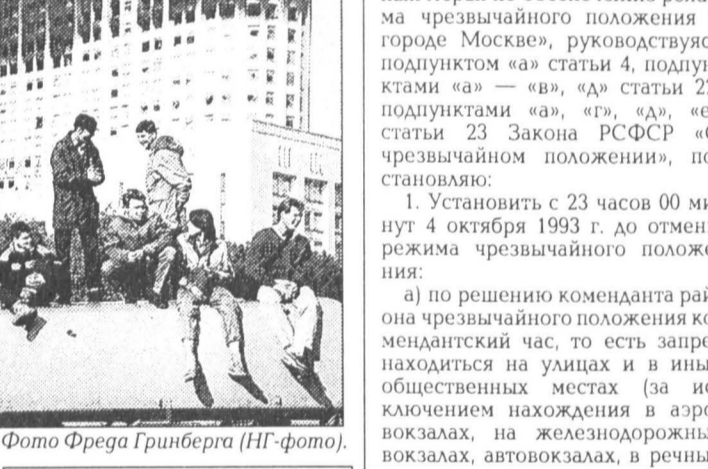 Фото Фреда Гринберга (НГ-фото).
ма чрезвычайного положения
городе Москве», руководствуяс
подпунктом «а» статьи 4, подпун
ктами «а» — «в», «д» статьи 2
подпунктами «а», «г», «д», «е
статьи 23 Закона РСФСР «
чрезвычайном положении», по
становляю:
1. Установить с 23 часов 00 ми
нут 4 октября 1993 г. до отмен
режима чрезвычайного положе
ния:
а) по решению коменданта рай
она чрезвычайного положения ко
мендантский час, то есть запре
находиться на улицах и в ины
общественных местах (за ис
ключением нахождения в аэро
вокзалах, на железнодорожны
вокзалах, автовокзалах, в речны